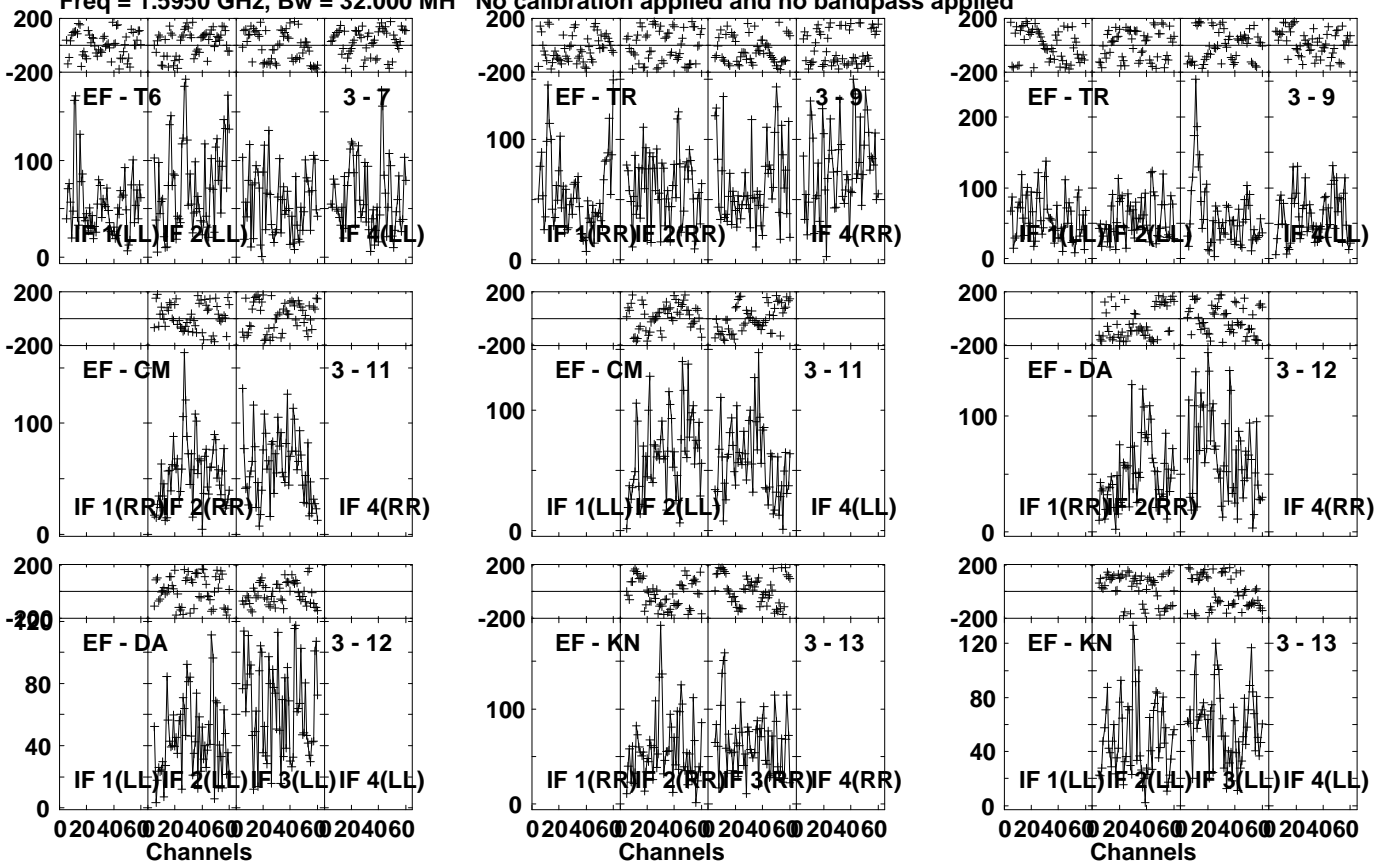 Freq = 1.5950 GHz, Bw = 32.000 MH No calibration applied and no bandpass applied
200
-200
EF - T6 3 - 7
100
0
IF 1(LL) IF 2(LL) IF 4(LL)
EF - TR 3 - 9
100
0
IF 1(RR) IF 2(RR) IF 4(RR)
200
-200
EF - TR 3 - 9
200
100
0
IF 1(LL) IF 2(LL) IF 4(LL)
200
-200
EF - CM 3 - 11
100
0
IF 1(RR) IF 2(RR) IF 4(RR)
200
-200
EF - CM 3 - 11
100
0
IF 1(LL) IF 2(LL) IF 4(LL)
200
-200
EF - DA 3 - 12
100
0
IF 1(RR) IF 2(RR) IF 4(RR)
200
-200
120
EF - DA 3 - 12
80
40
0
IF 1(LL) IF 2(LL) IF 3(LL) IF 4(LL)
0 20 40 60 0 20 40 60 0 20 40 60 0 20 40 60
Channels
200
-200
EF - KN 3 - 13
100
0
IF 1(RR) IF 2(RR) IF 3(RR) IF 4(RR)
0 20 40 60 0 20 40 60 0 20 40 60 0 20 40 60
Channels
200
-200
EF - KN 3 - 13
120
80
40
0
IF 1(LL) IF 2(LL) IF 3(LL) IF 4(LL)
0 20 40 60 0 20 40 60 0 20 40 60 0 20 40 60
Channels